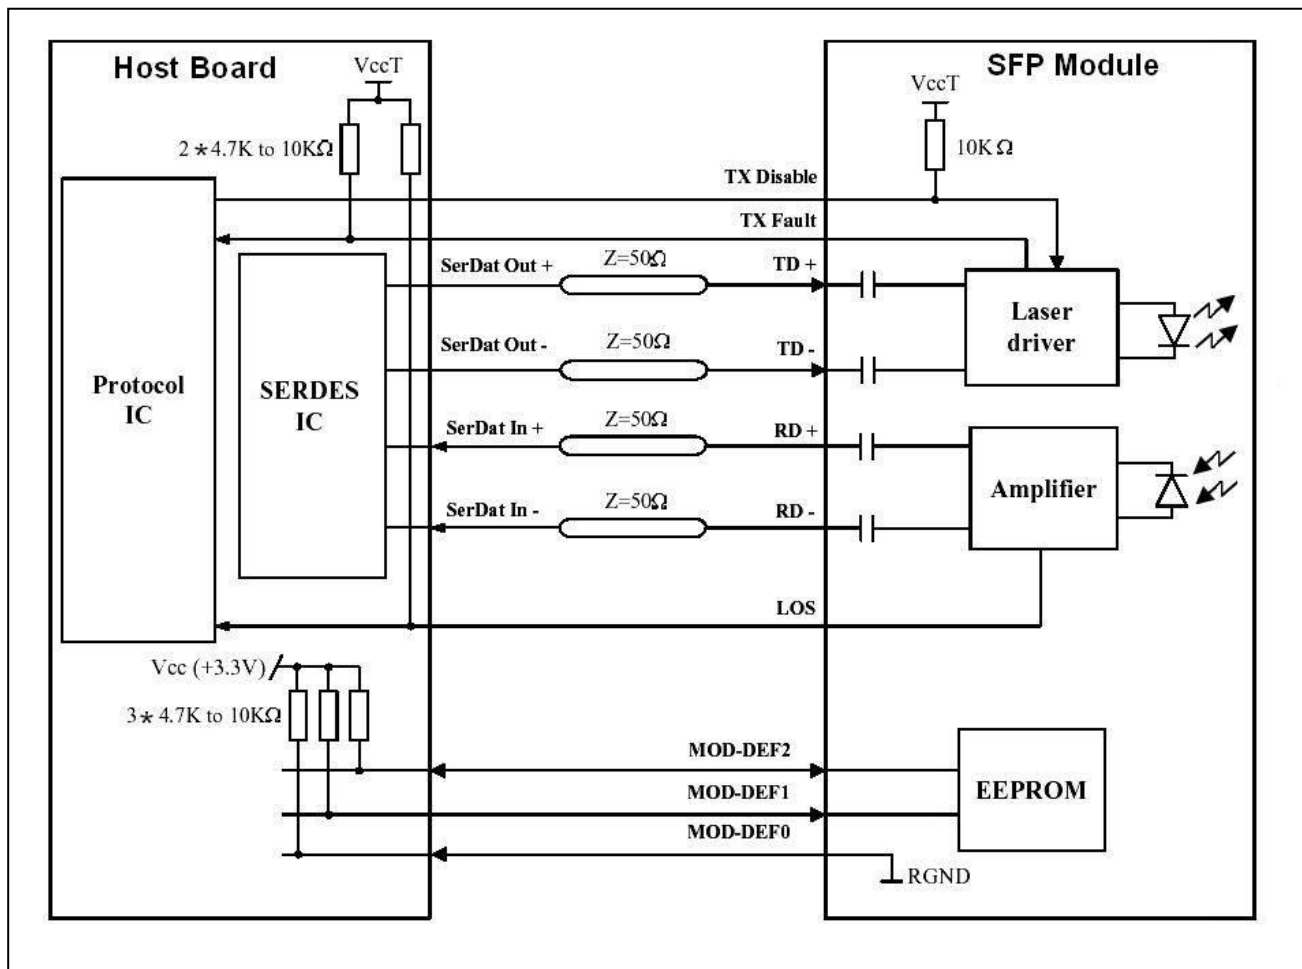 Host Board
SFP Module
VccT
VccT
2*4.7K to 10KΩ
10KΩ
TX Disable
TX Fault
SerDat Out +
Z=50Ω
TD +
Laser
driver
SerDat Out -
Z=50Ω
TD -
Protocol
IC
SERDES
IC
SerDat In +
Z=50Ω
RD +
Amplifier
SerDat In -
Z=50Ω
RD -
LOS
Vcc (+3.3V)
3*4.7K to 10KΩ
MOD-DEF2
MOD-DEF1
MOD-DEF0
EEPROM
RGND